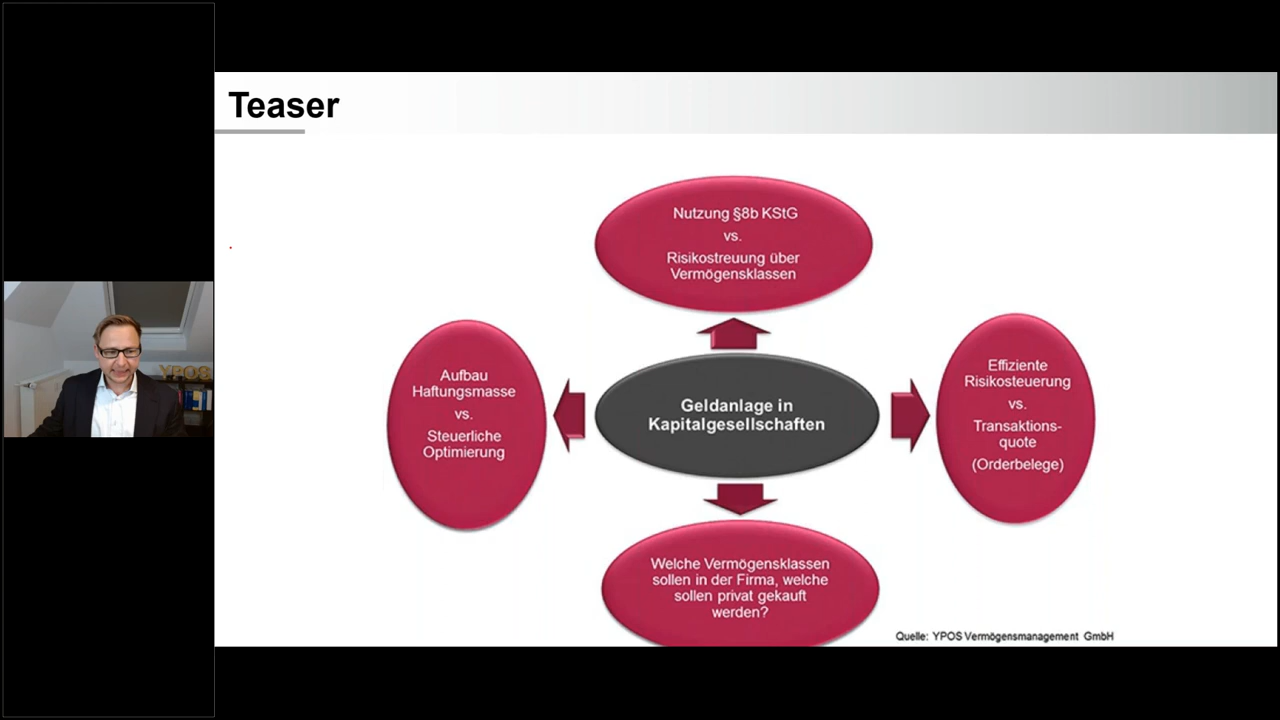 Teaser
Nutzung §8b KStG
vs.
Risikostreuung über
Vermögensklassen
Aufbau
Haftungsmasse
vs.
Steuerliche
Optimierung
Geldanlage in
Kapitalgesellschaften
Effiziente
Risikosteuerung
vs.
Transaktions-
quote
(Orderbelege)
Welche Vermögensklassen
sollen in der Firma, welche
sollen privat gekauft
werden?
Quelle: YPOS Vermögensmanagement GmbH
YPOS